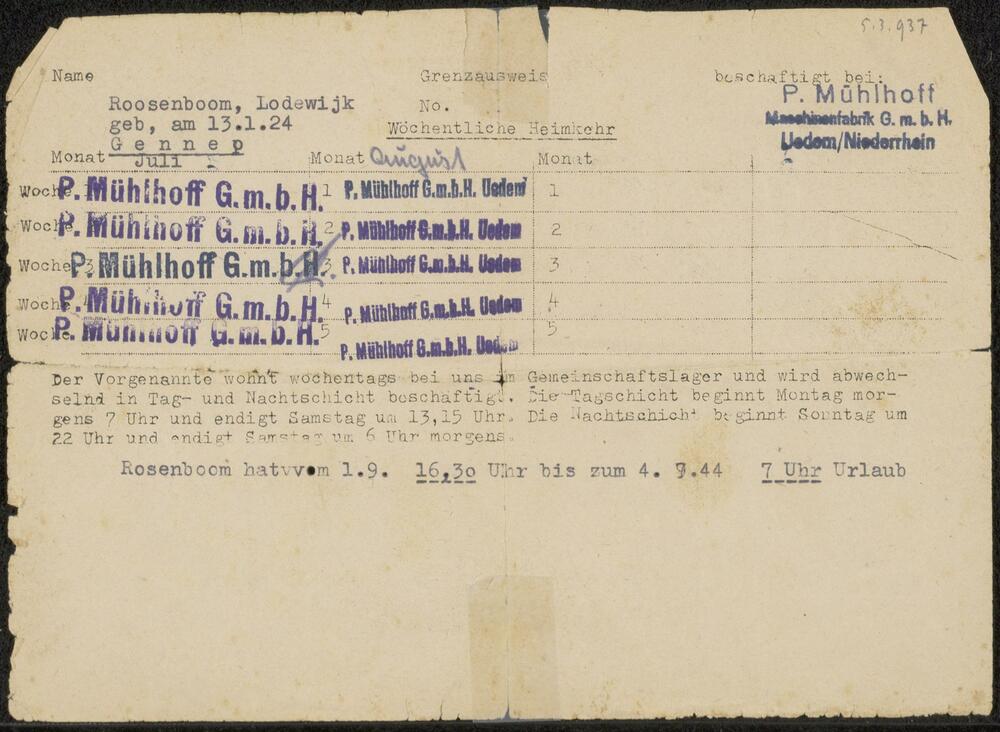 5.3.937
Name Grenzausweis beschaftigt bei:
Roosenboom, Lodewijk No. P. Mühlhoff
geb, am 13.1.24 Wöchentliche Heimkehr Maschinenfabrik G. m. b. H.
Gennep Uedem/Niederrhein
Monat Juli Monat August Monat
Woche P. Mühlhoff G.m.b.H. 1 P. Mühlhoff G.m.b.H. Uedem 1
Woche P. Mühlhoff G.m.b.H. 2 P. Mühlhoff G.m.b.H. Uedem 2
Woche 3 P. Mühlhoff G.m.b.H. 3 P. Mühlhoff G.m.b.H. Uedem 3
Woche P. Mühlhoff G.m.b.H. 4 P. Mühlhoff G.m.b.H. Uedem 4
Woche P. Mühlhoff G.m.b.H. 5 P. Mühlhoff G.m.b.H. Uedem 5
Der Vorgenannte wohnt wochentags bei uns im Gemeinschaftslager und wird abwech-
selnd in Tag- und Nachtschicht beschäftigt. Die Tagschicht beginnt Montag mor-
gens 7 Uhr und endigt Samstag um 13,15 Uhr. Die Nachtschicht beginnt Sonntag um
22 Uhr und endigt Samstag um 6 Uhr morgens.
Rosenboom hatvvom 1.9. 16,30 Uhr bis zum 4. 9.44 7 Uhr Urlaub